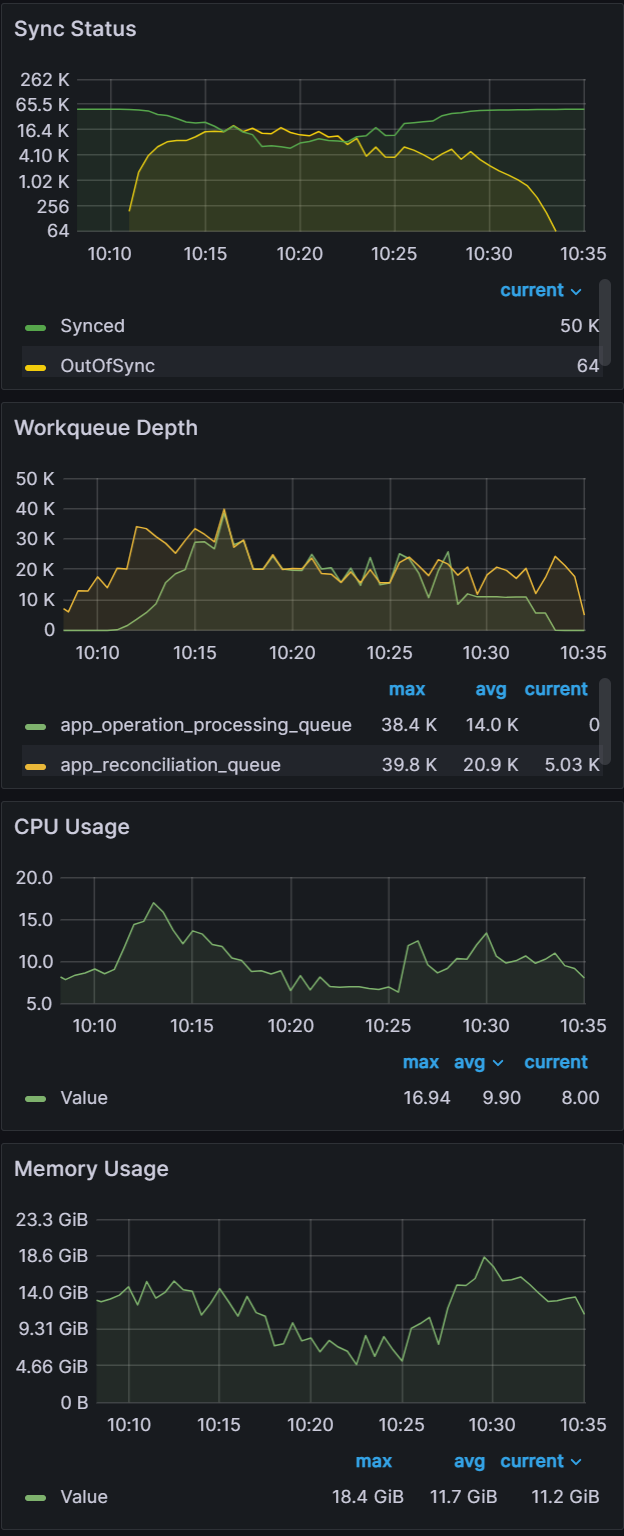 Sync Status
262 K
65.5 K
16.4 K
4.10 K
1.02 K
256
64
10:10 10:15 10:20 10:25 10:30 10:35
current
Synced 50 K
OutOfSync 64
Workqueue Depth
50 K
40 K
30 K
20 K
10 K
0
10:10 10:15 10:20 10:25 10:30 10:35
max avg current
app_operation_processing_queue 38.4 K 14.0 K 0
app_reconciliation_queue 39.8 K 20.9 K 5.03 K
CPU Usage
20.0
15.0
10.0
5.0
10:10 10:15 10:20 10:25 10:30 10:35
max avg current
Value 16.94 9.90 8.00
Memory Usage
23.3 GiB
18.6 GiB
14.0 GiB
9.31 GiB
4.66 GiB
0 B
10:10 10:15 10:20 10:25 10:30 10:35
max avg current
Value 18.4 GiB 11.7 GiB 11.2 GiB